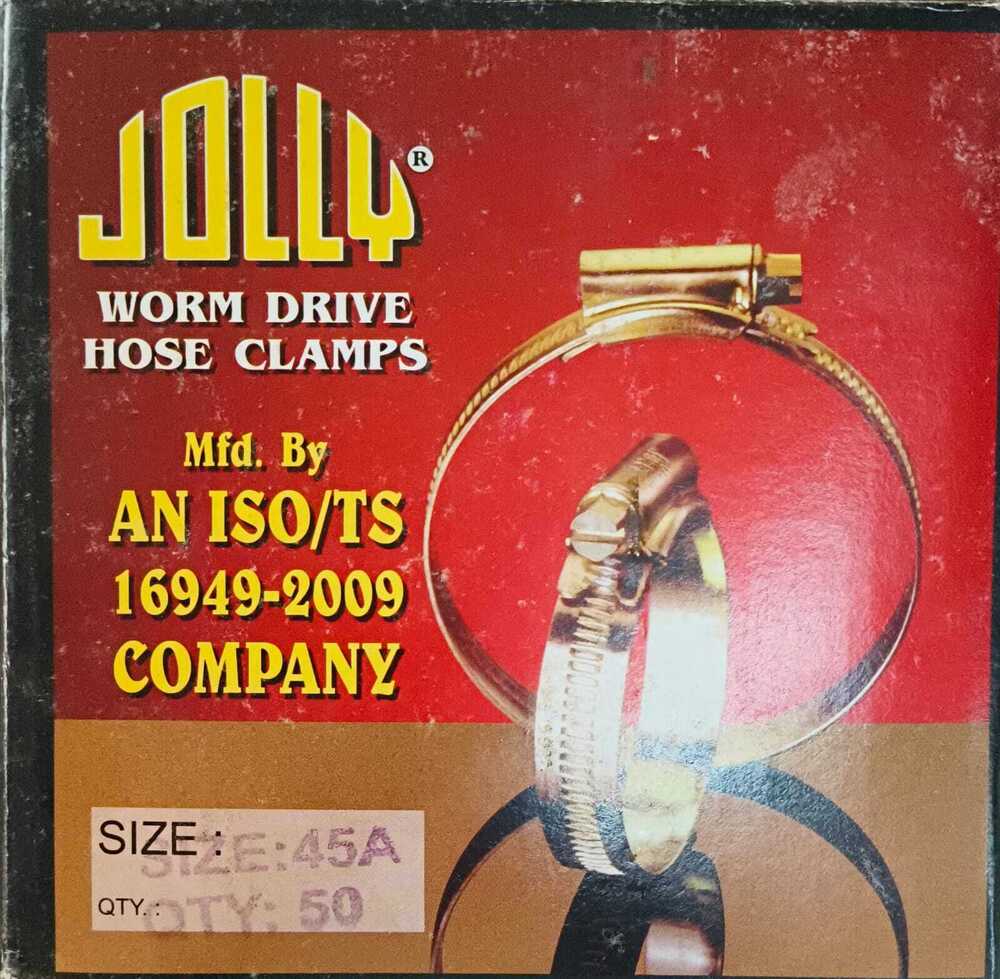 JOLLY®
WORM DRIVE
HOSE CLAMPS
Mfd. By
AN ISO/TS
16949-2009
COMPANY
SIZE : SIZE:45A
QTY. : QTY: 50